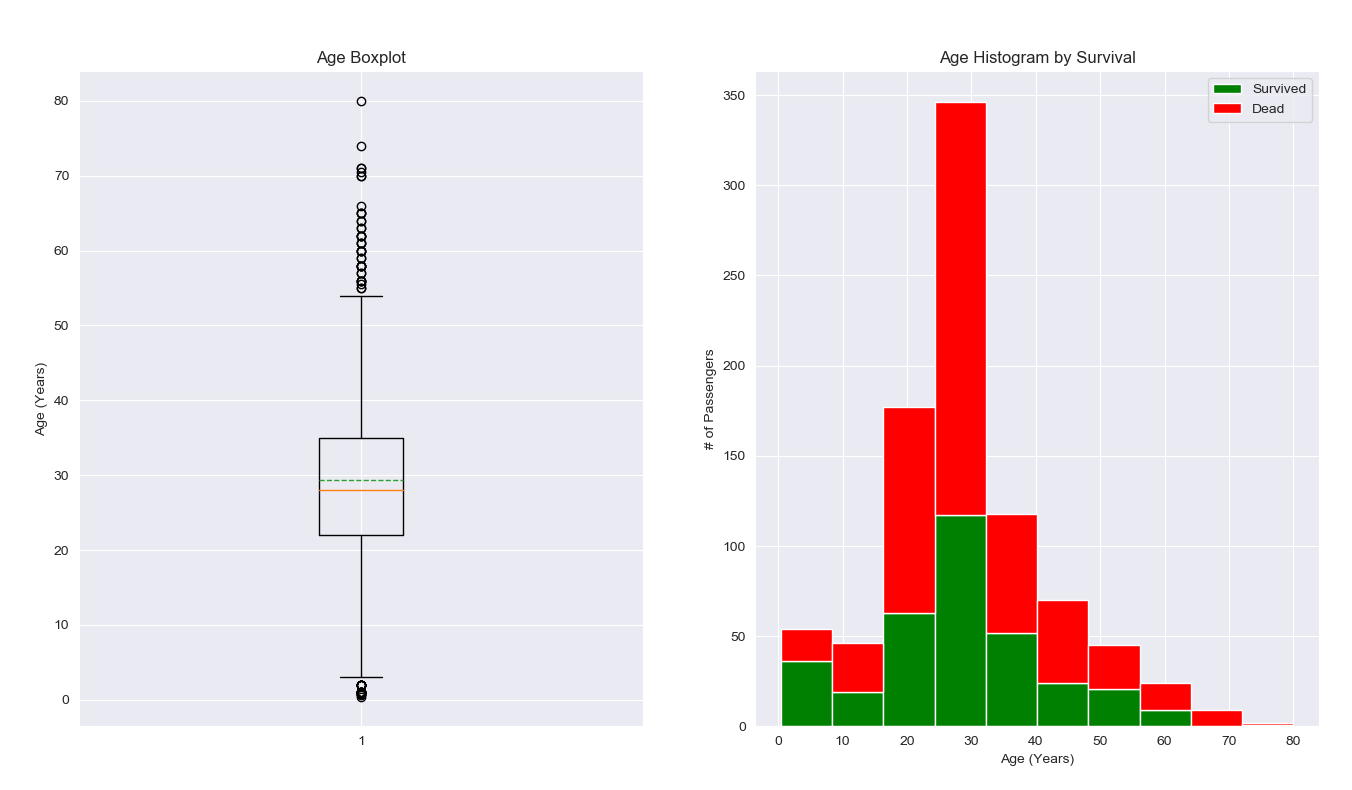 Age Boxplot
80
70
60
50
40
30
20
10
0
Age (Years)
1
Age Histogram by Survival
Survived
Dead
350
300
250
200
150
100
50
0
# of Passengers
0 10 20 30 40 50 60 70 80
Age (Years)